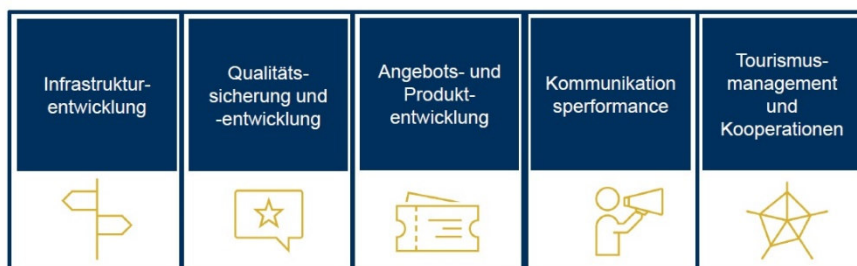 Infrastruktur-
entwicklung
Qualitäts-
sicherung und
-entwicklung
Angebots- und
Produkt-
entwicklung
Kommunikation
sperformance
Tourismus-
management
und
Kooperationen